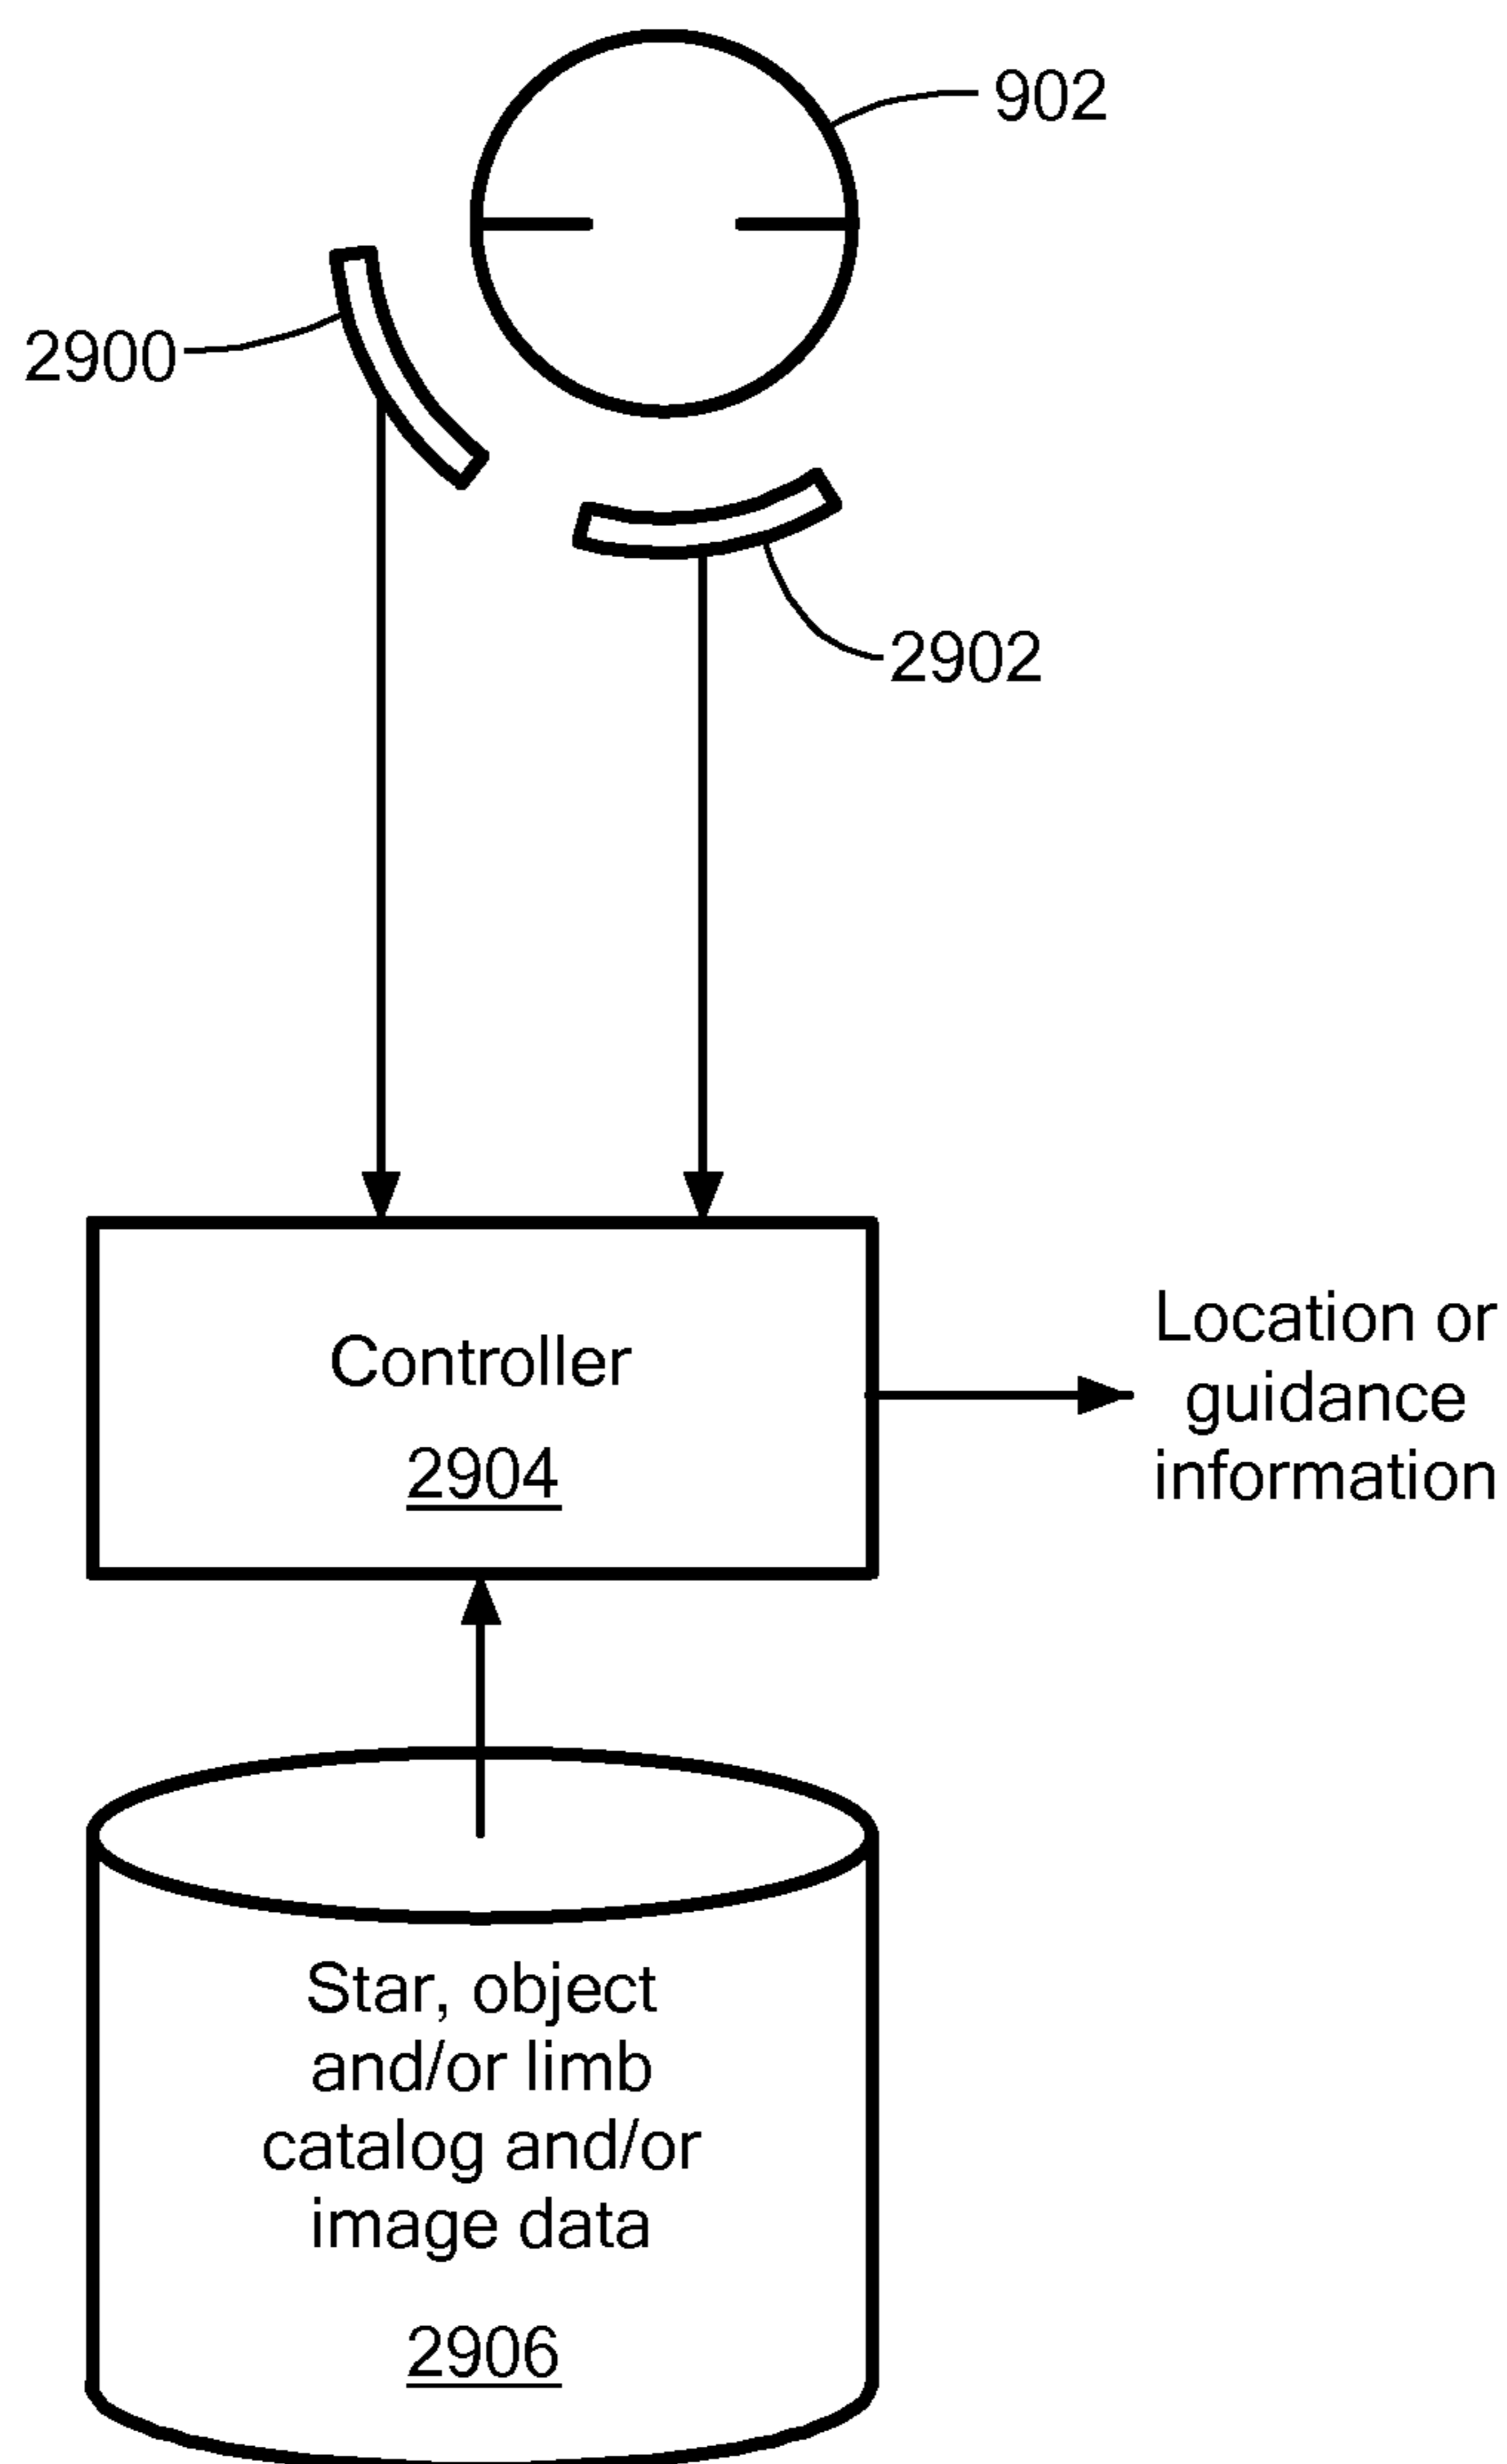 902
2900
2902
Controller
2904
Location or
guidance
information
Star, object
and/or limb
catalog and/or
image data
2906